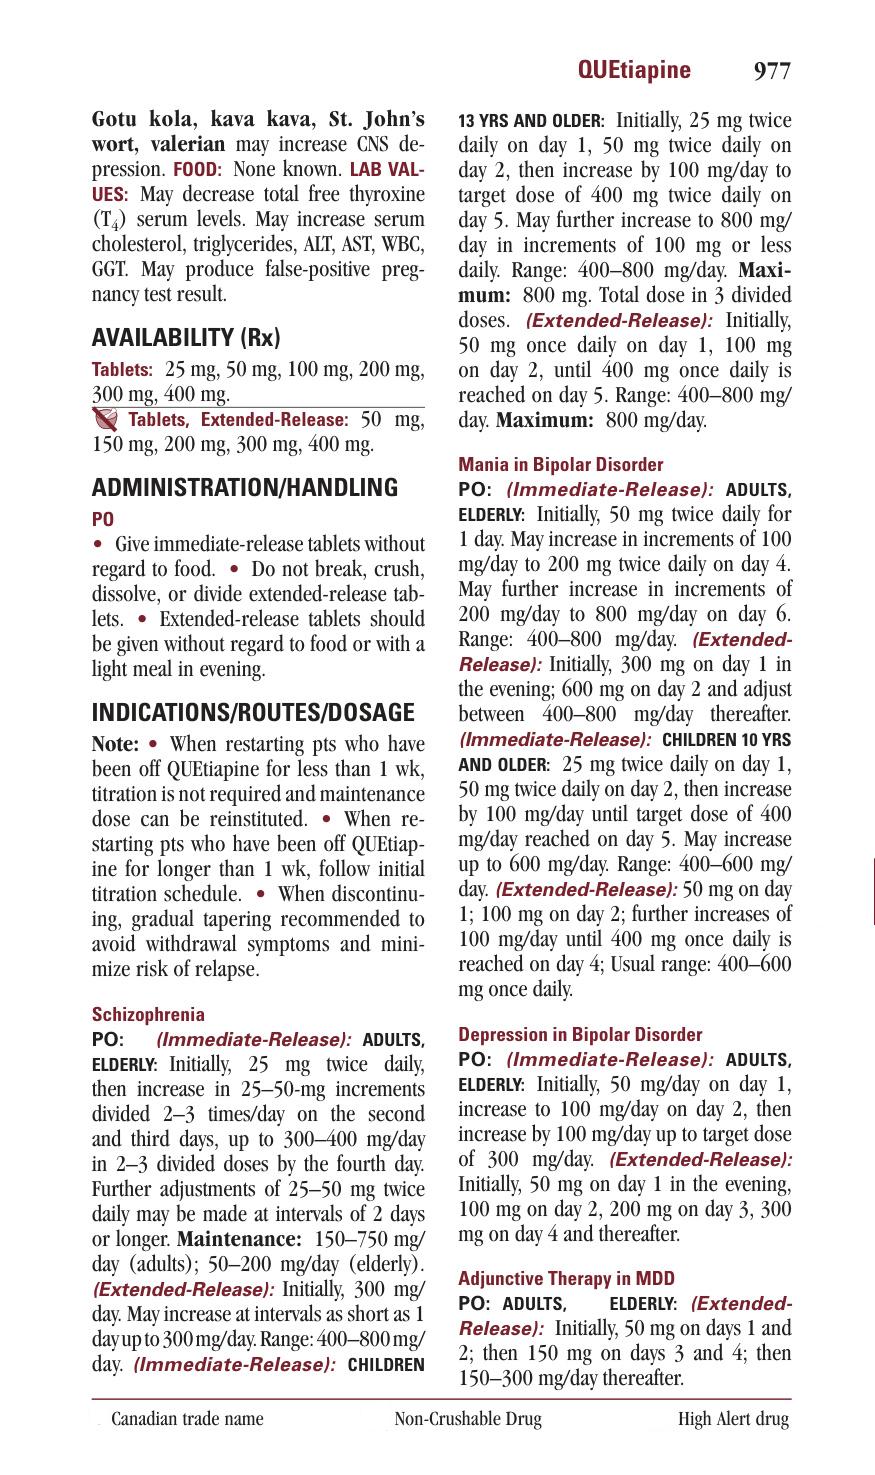 QUEtiapine 977
Gotu kola, kava kava, St. John's
wort, valerian may increase CNS de-
pression. FOOD: None known. LAB VAL-
UES: May decrease total free thyroxine
(T4) serum levels. May increase serum
cholesterol, triglycerides, ALT, AST, WBC,
GGT. May produce false-positive preg-
nancy test result.
AVAILABILITY (Rx)
Tablets: 25 mg, 50 mg, 100 mg, 200 mg,
300 mg, 400 mg.
Tablets, Extended-Release: 50 mg,
150 mg, 200 mg, 300 mg, 400 mg.
ADMINISTRATION/HANDLING
PO
• Give immediate-release tablets without
regard to food. • Do not break, crush,
dissolve, or divide extended-release tab-
lets. • Extended-release tablets should
be given without regard to food or with a
light meal in evening.
INDICATIONS/ROUTES/DOSAGE
Note: • When restarting pts who have
been off QUEtiapine for less than 1 wk,
titration is not required and maintenance
dose can be reinstituted. • When re-
starting pts who have been off QUEtiap-
ine for longer than 1 wk, follow initial
titration schedule. • When discontinu-
ing, gradual tapering recommended to
avoid withdrawal symptoms and mini-
mize risk of relapse.
Schizophrenia
PO: (Immediate-Release): ADULTS,
ELDERLY: Initially, 25 mg twice daily,
then increase in 25–50-mg increments
divided 2–3 times/day on the second
and third days, up to 300–400 mg/day
in 2–3 divided doses by the fourth day.
Further adjustments of 25–50 mg twice
daily may be made at intervals of 2 days
or longer. Maintenance: 150–750 mg/
day (adults); 50–200 mg/day (elderly).
(Extended-Release): Initially, 300 mg/
day. May increase at intervals as short as 1
day up to 300 mg/day. Range: 400–800 mg/
day. (Immediate-Release): CHILDREN
13 YRS AND OLDER: Initially, 25 mg twice
daily on day 1, 50 mg twice daily on
day 2, then increase by 100 mg/day to
target dose of 400 mg twice daily on
day 5. May further increase to 800 mg/
day in increments of 100 mg or less
daily. Range: 400–800 mg/day. Maxi-
mum: 800 mg. Total dose in 3 divided
doses. (Extended-Release): Initially,
50 mg once daily on day 1, 100 mg
on day 2, until 400 mg once daily is
reached on day 5. Range: 400–800 mg/
day. Maximum: 800 mg/day.
Mania in Bipolar Disorder
PO: (Immediate-Release): ADULTS,
ELDERLY: Initially, 50 mg twice daily for
1 day. May increase in increments of 100
mg/day to 200 mg twice daily on day 4.
May further increase in increments of
200 mg/day to 800 mg/day on day 6.
Range: 400–800 mg/day. (Extended-
Release): Initially, 300 mg on day 1 in
the evening; 600 mg on day 2 and adjust
between 400–800 mg/day thereafter.
(Immediate-Release): CHILDREN 10 YRS
AND OLDER: 25 mg twice daily on day 1,
50 mg twice daily on day 2, then increase
by 100 mg/day until target dose of 400
mg/day reached on day 5. May increase
up to 600 mg/day. Range: 400–600 mg/
day. (Extended-Release): 50 mg on day
1; 100 mg on day 2; further increases of
100 mg/day until 400 mg once daily is
reached on day 4; Usual range: 400–600
mg once daily.
Depression in Bipolar Disorder
PO: (Immediate-Release): ADULTS,
ELDERLY: Initially, 50 mg/day on day 1,
increase to 100 mg/day on day 2, then
increase by 100 mg/day up to target dose
of 300 mg/day. (Extended-Release):
Initially, 50 mg on day 1 in the evening,
100 mg on day 2, 200 mg on day 3, 300
mg on day 4 and thereafter.
Adjunctive Therapy in MDD
PO: ADULTS, ELDERLY: (Extended-
Release): Initially, 50 mg on days 1 and
2; then 150 mg on days 3 and 4; then
150–300 mg/day thereafter.
Canadian trade name Non-Crushable Drug High Alert drug